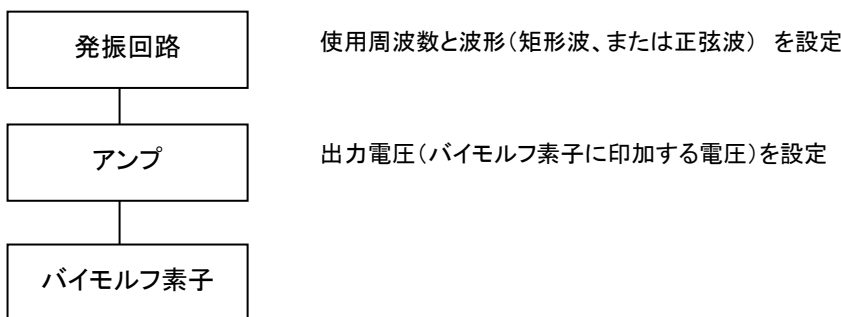 発振回路
使用周波数と波形（矩形波、または正弦波） を設定
アンプ
出力電圧（バイモルフ素子に印加する電圧）を設定
バイモルフ素子